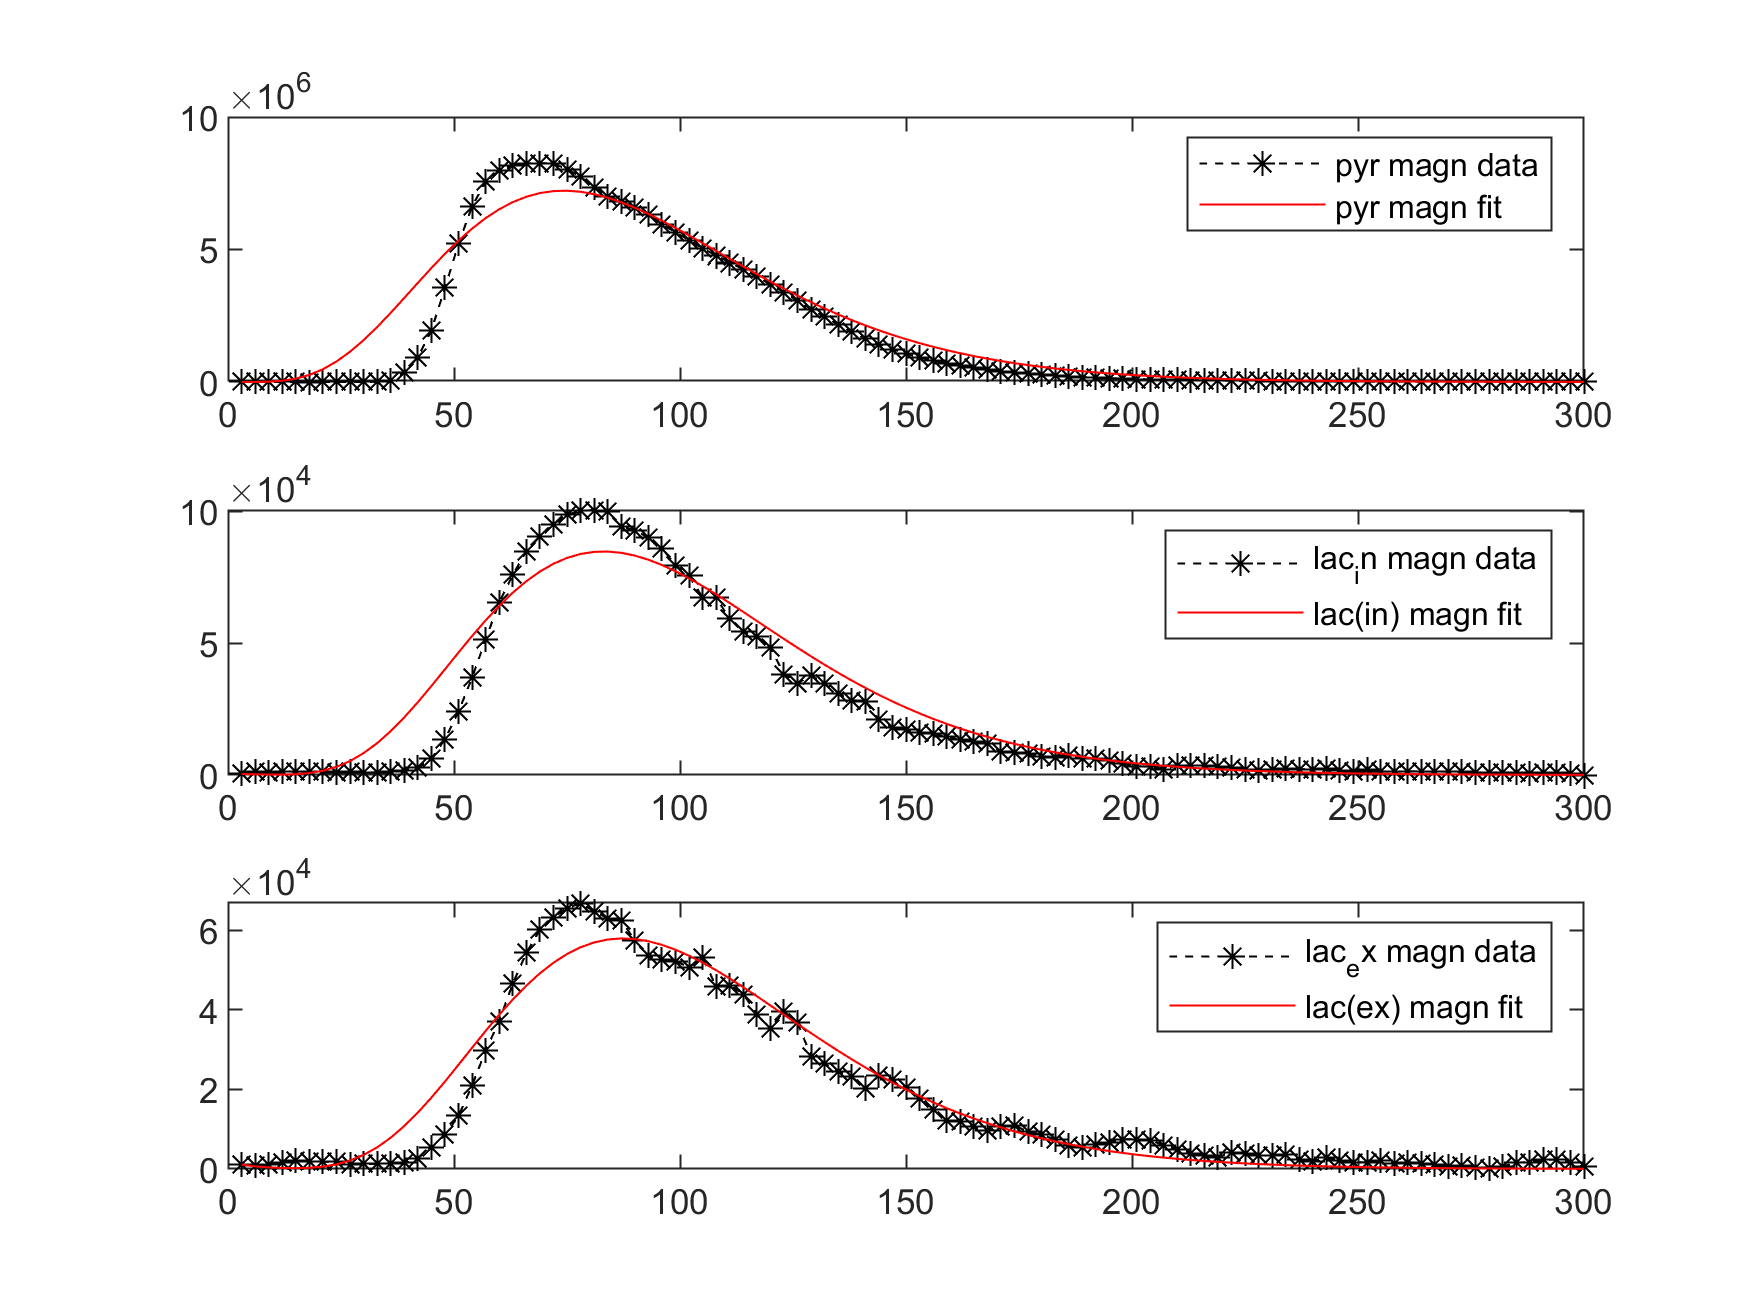 ×10^6
10
5
0
0 50 100 150 200 250 300
pyr magn data
pyr magn fit
×10^4
10
5
0
0 50 100 150 200 250 300
lac_in magn data
lac(in) magn fit
×10^4
6
4
2
0
0 50 100 150 200 250 300
lac_ex magn data
lac(ex) magn fit